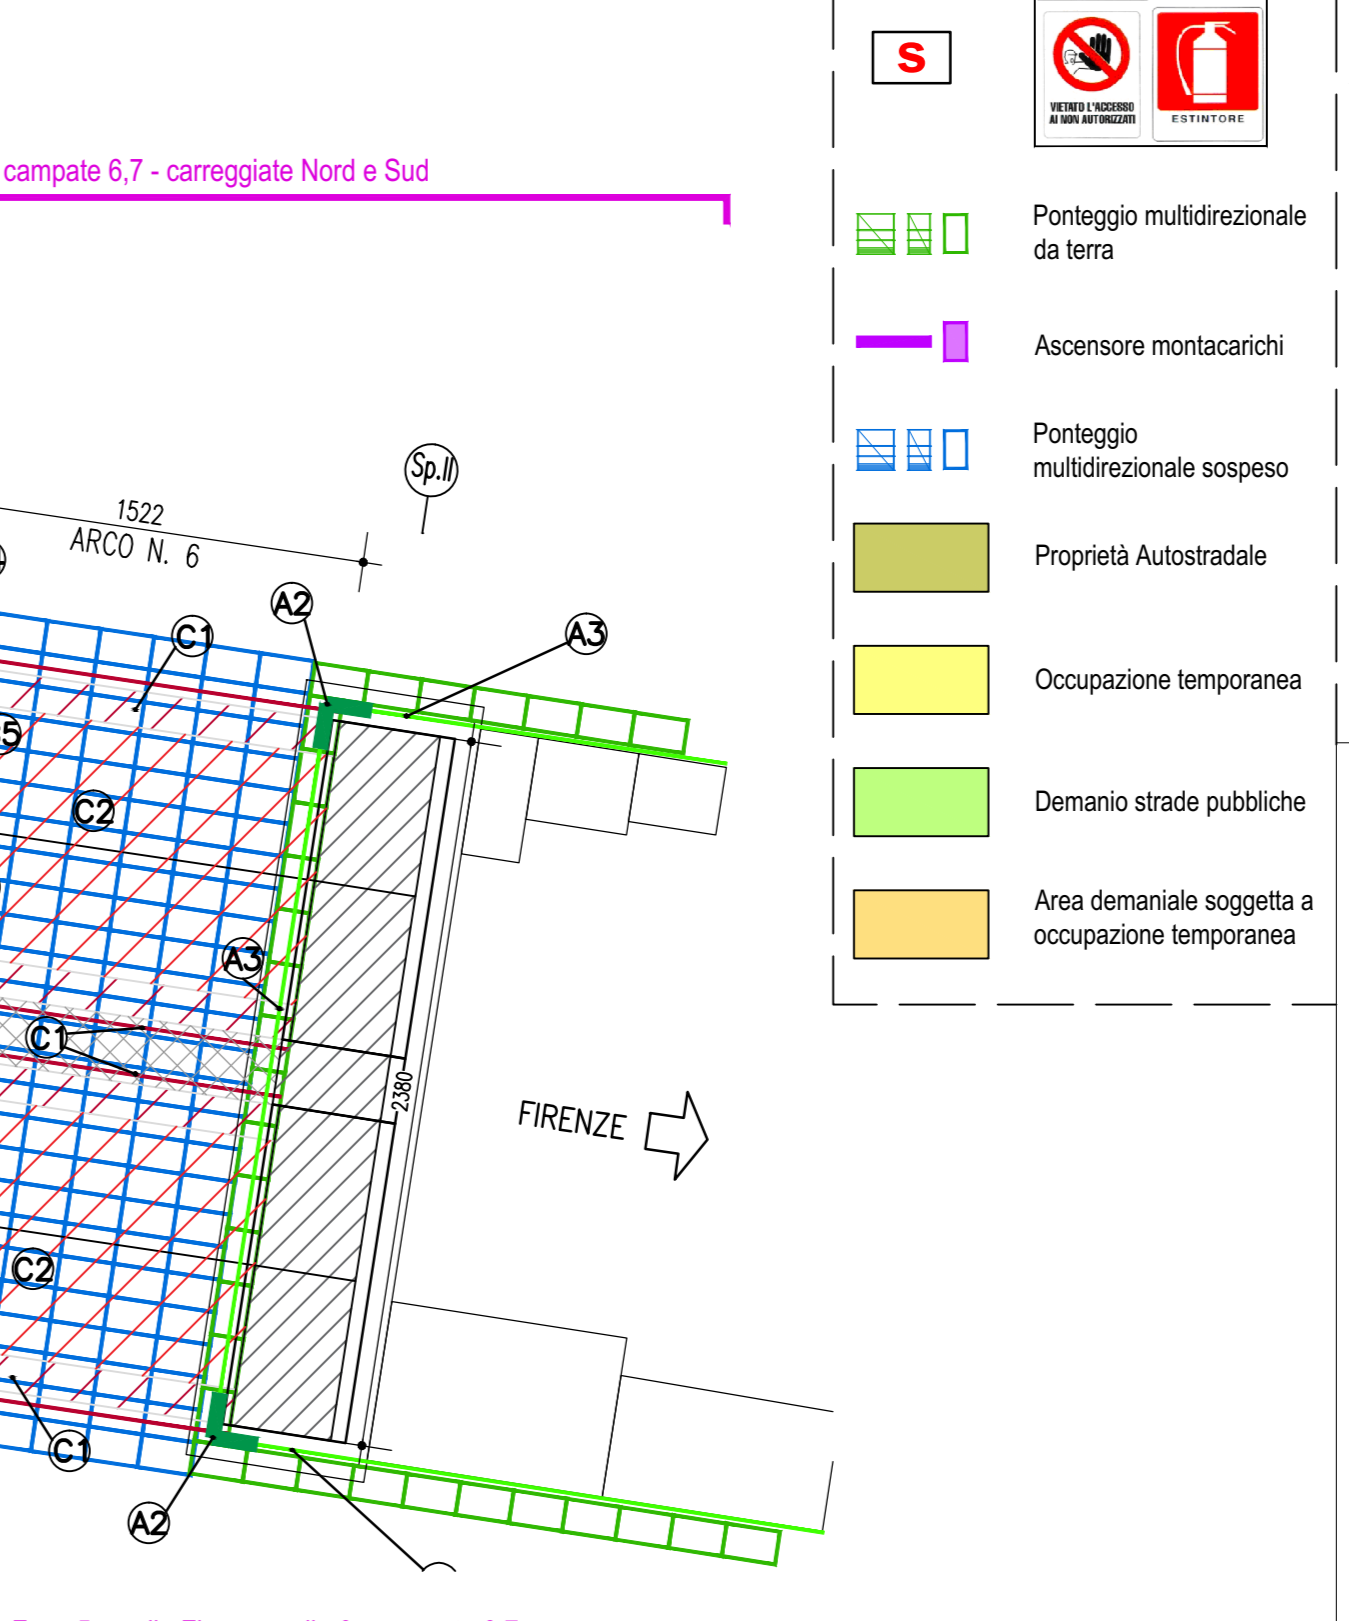 S
VIETATO L'ACCESSO
AI NON AUTORIZZATI
ESTINTORE
campate 6,7 - carreggiate Nord e Sud
Ponteggio multidirezionale
da terra
Ascensore montacarichi
Ponteggio
multidirezionale sospeso
Proprietà Autostradale
Occupazione temporanea
Demanio strade pubbliche
Area demaniale soggetta a
occupazione temporanea
Sp.II
1522
ARCO N. 6
A2
A3
C1
C2
A3
C1
2380
FIRENZE
C2
C1
A2